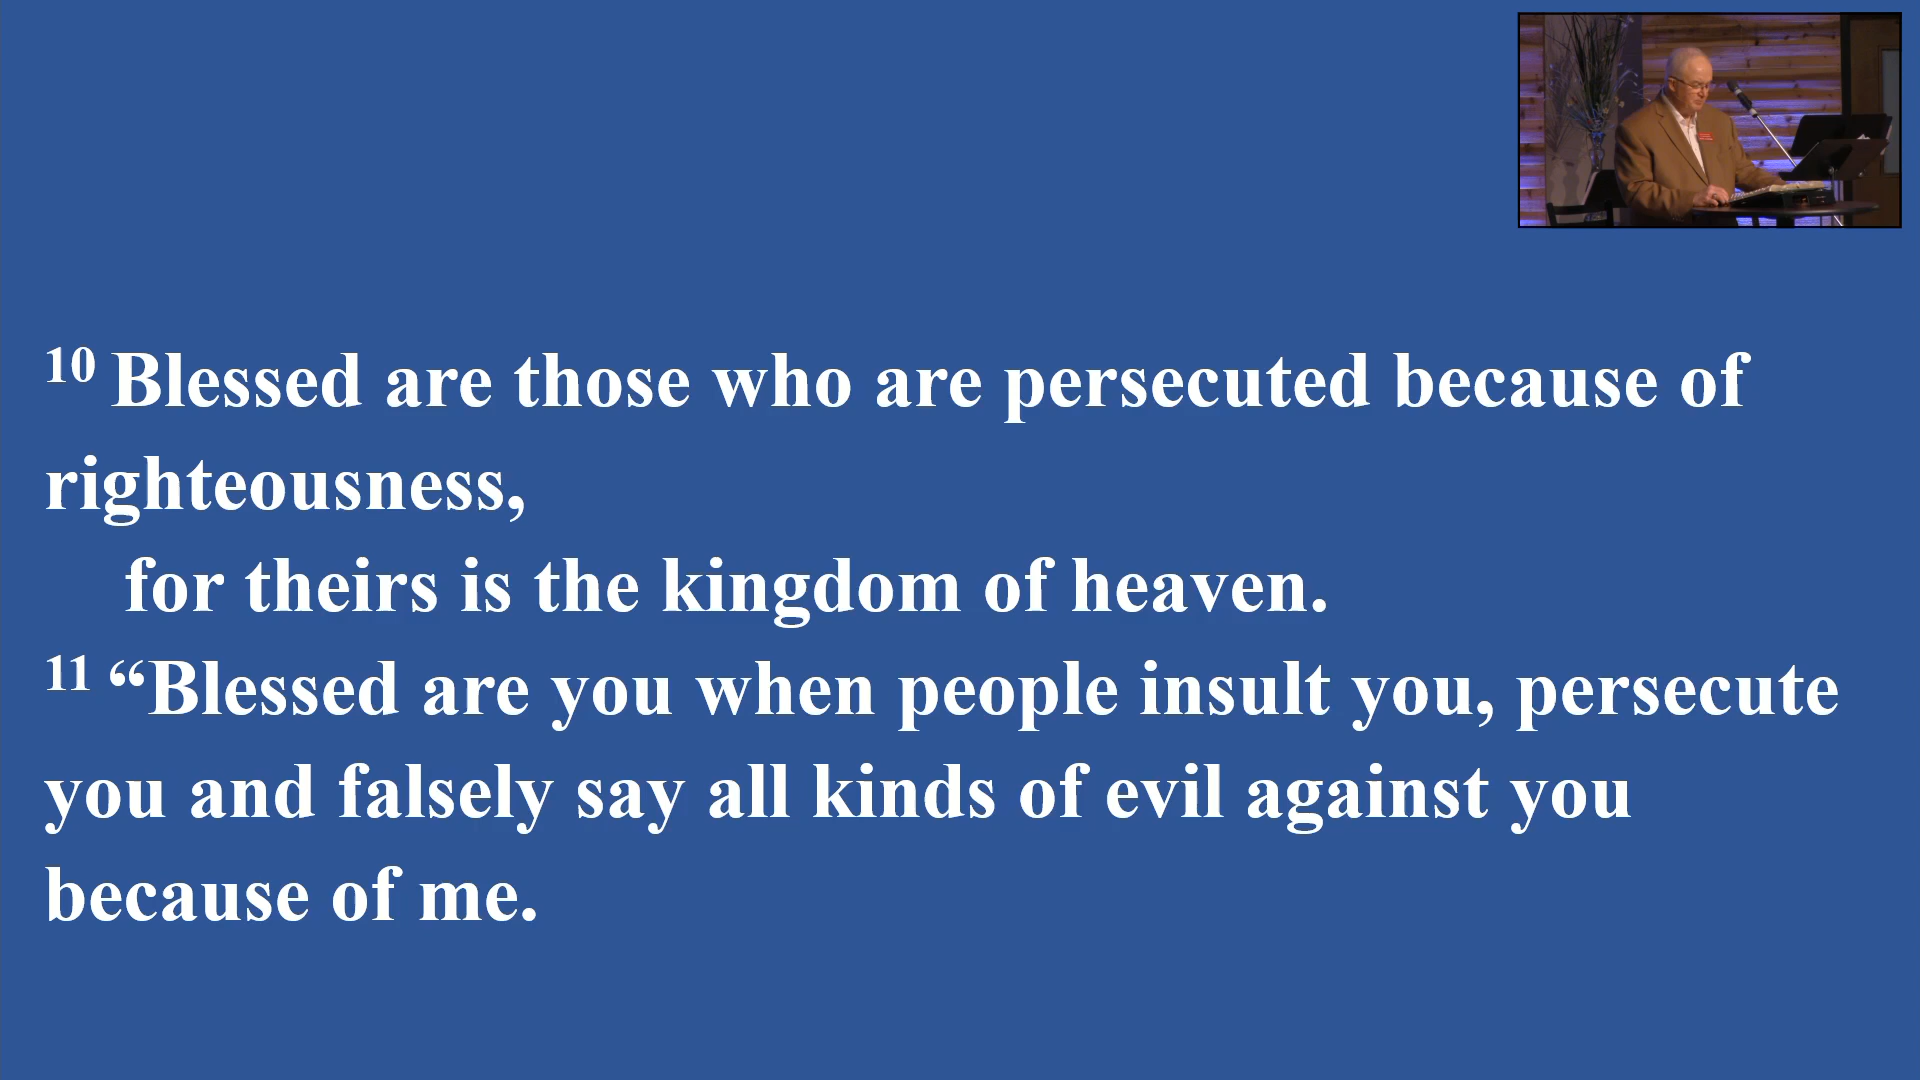 10 Blessed are those who are persecuted because of
righteousness,
for theirs is the kingdom of heaven.
11 “Blessed are you when people insult you, persecute
you and falsely say all kinds of evil against you
because of me.